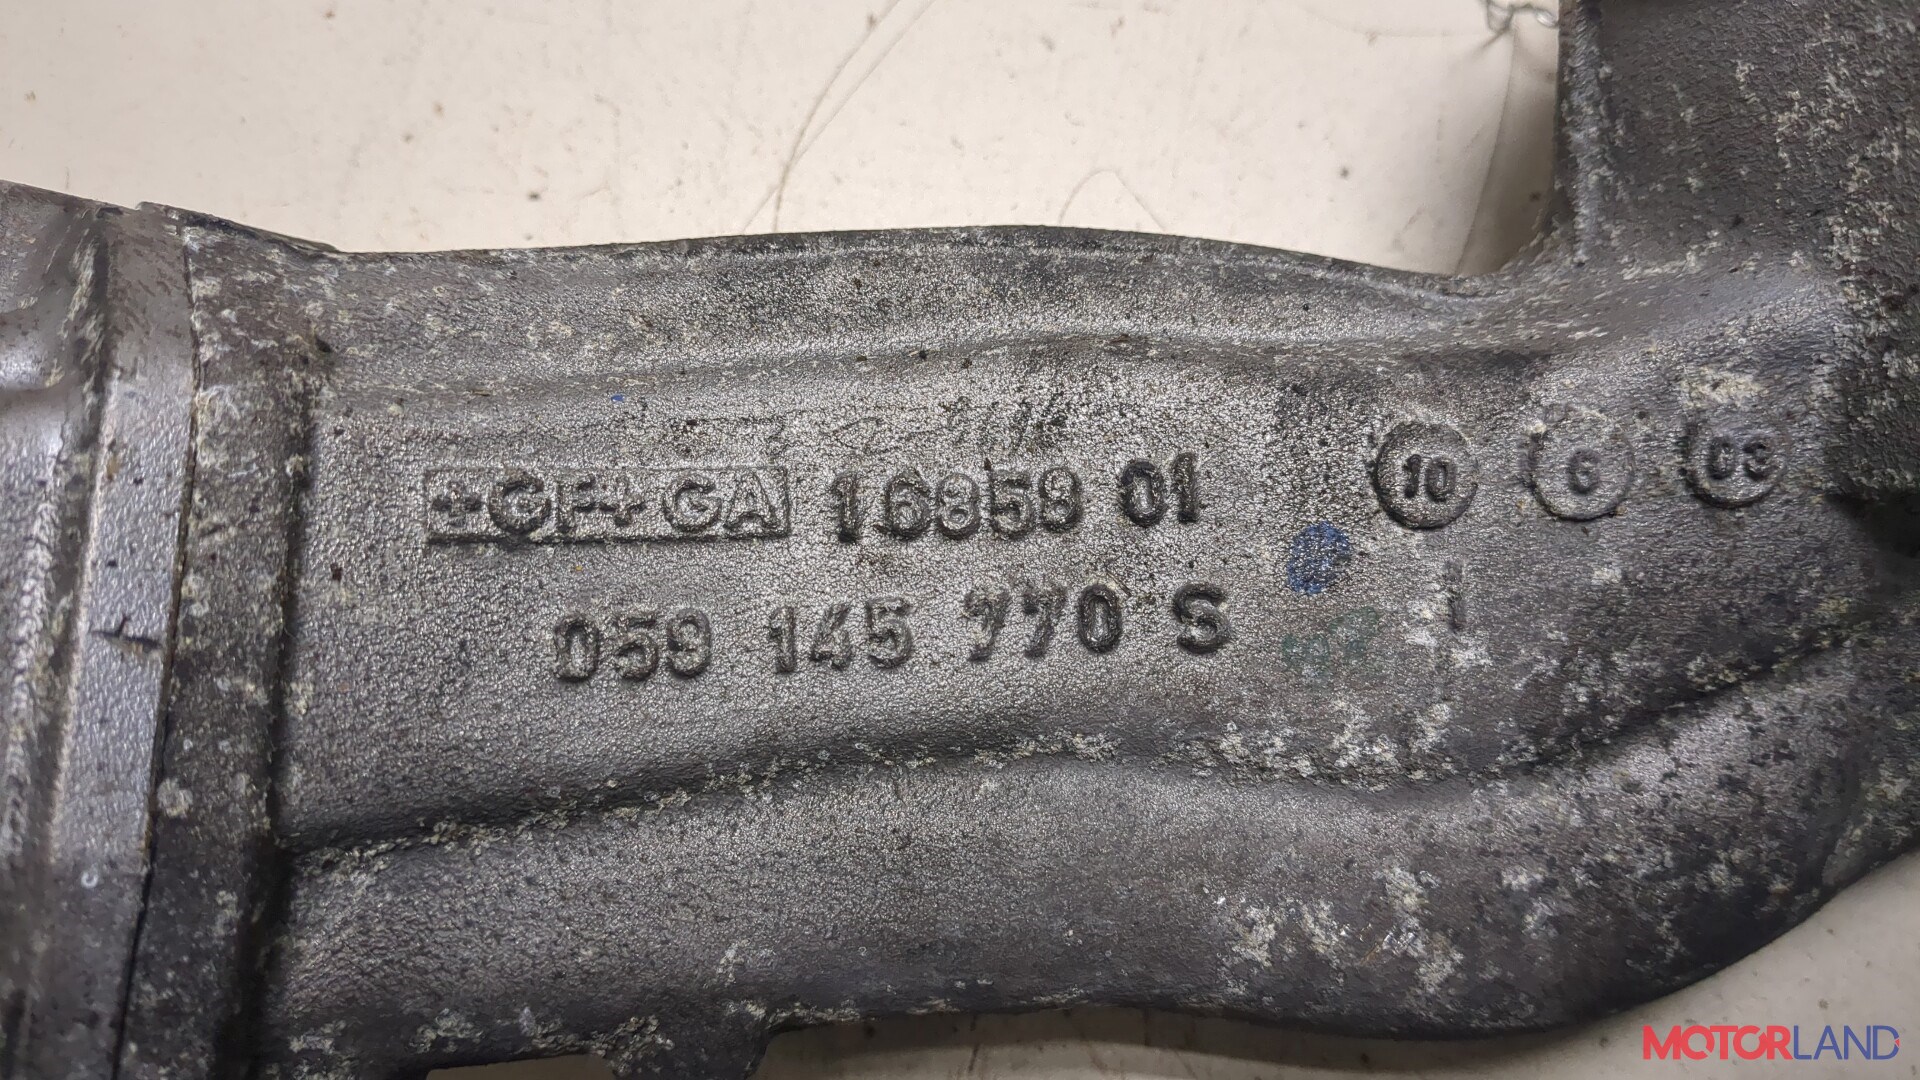 +GF+ GA 16858 01 10 6 03
059 145 770 S
MOTORLAND